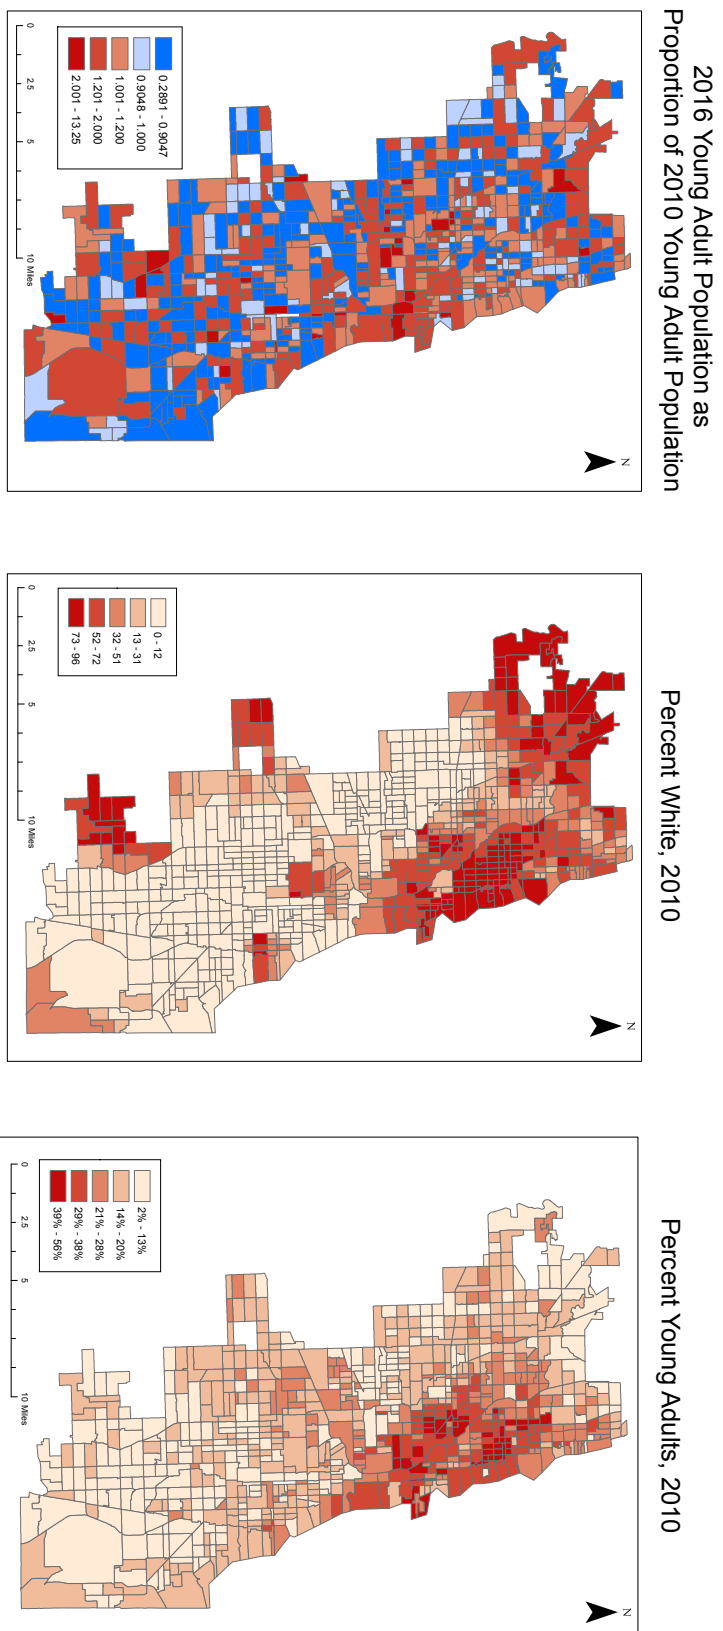 2016 Young Adult Population as
Proportion of 2010 Young Adult Population
N
0.2891 - 0.9047
0.9048 - 1.000
1.001 - 1.200
1.201 - 2.000
2.001 - 13.25
0 2.5 5 10 Miles
Percent White, 2010
N
0 - 12
13 - 31
32 - 51
52 - 72
73 - 96
0 2.5 5 10 Miles
Percent Young Adults, 2010
N
2% - 13%
14% - 20%
21% - 28%
29% - 38%
39% - 56%
0 2.5 5 10 Miles